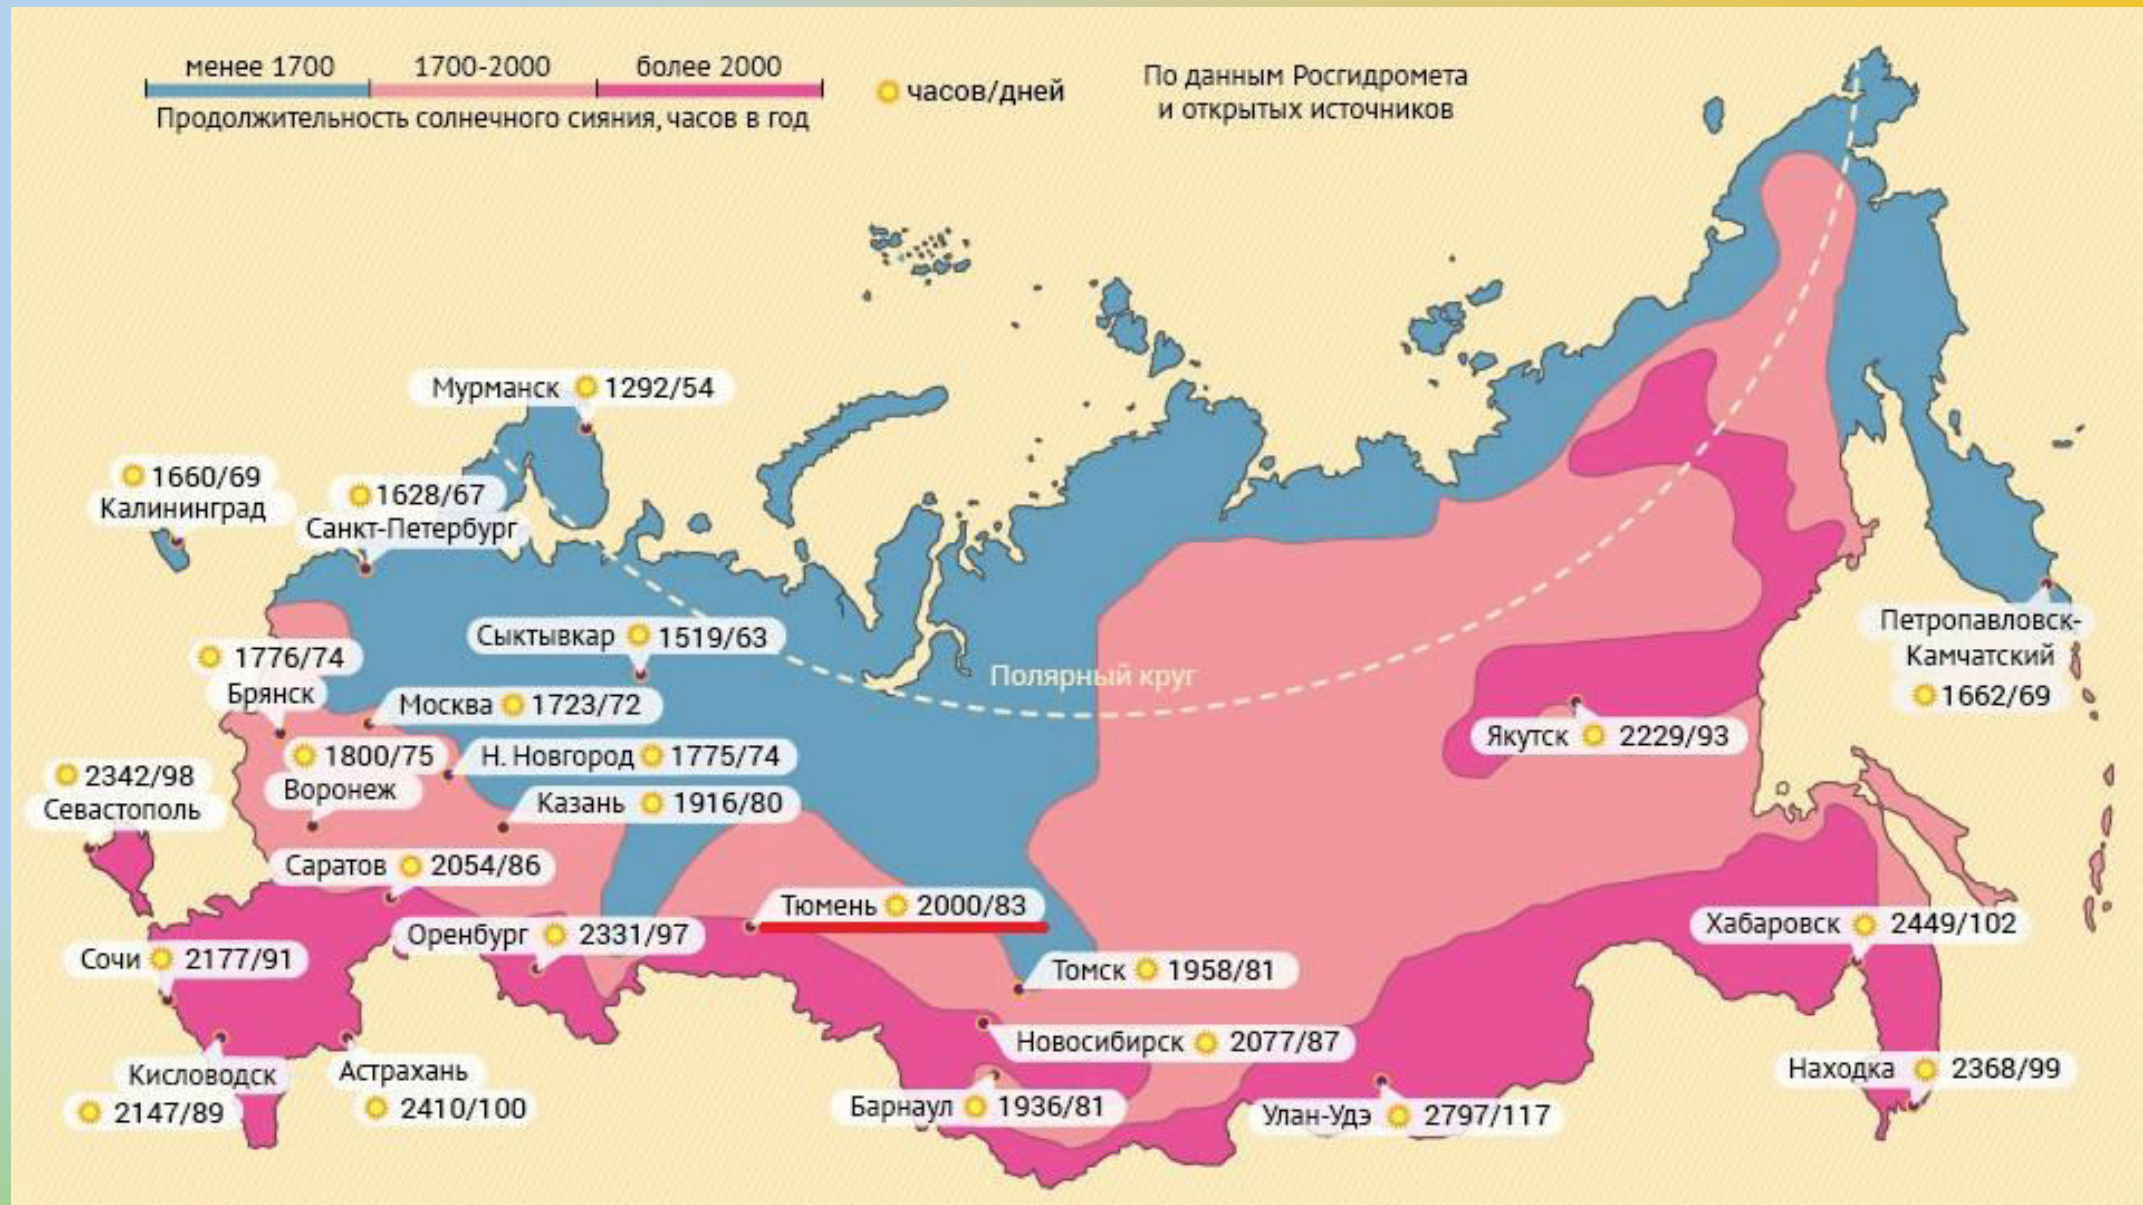 менее 1700
1700-2000
более 2000
Продолжительность солнечного сияния, часов в год
часов/дней
По данным Росгидромета
и открытых источников
Мурманск 1292/54
1660/69
Калининград
1628/67
Санкт-Петербург
Сыктывкар 1519/63
Полярный круг
Петропавловск-
Камчатский
1662/69
1776/74
Брянск
Москва 1723/72
1800/75
Воронеж
Н. Новгород 1775/74
Якутск 2229/93
2342/98
Севастополь
Казань 1916/80
Саратов 2054/86
Тюмень 2000/83
Оренбург 2331/97
Хабаровск 2449/102
Сочи 2177/91
Томск 1958/81
Новосибирск 2077/87
Кисловодск
2147/89
Астрахань
2410/100
Барнаул 1936/81
Улан-Удэ 2797/117
Находка 2368/99